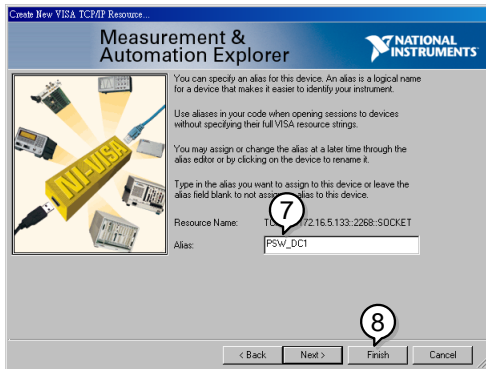 Create New VISA TCP/IP Resource...
Measurement &
Automation Explorer
NATIONAL
INSTRUMENTS
You can specify an alias for this device. An alias is a logical name
for a device that makes it easier to identify your instrument.
Use aliases in your code when opening sessions to devices
without specifying their full VISA resource strings.
You may assign or change the alias at a later time through the
alias editor or by clicking on the device to rename it.
Type in the alias you want to assign to this device or leave the
alias field blank to not alias to this device.
7
Resource Name: 72.16.5.133::2268::SOCKET
Alias: PSW_DC1
NI-VISA
8
< Back Next > Finish Cancel